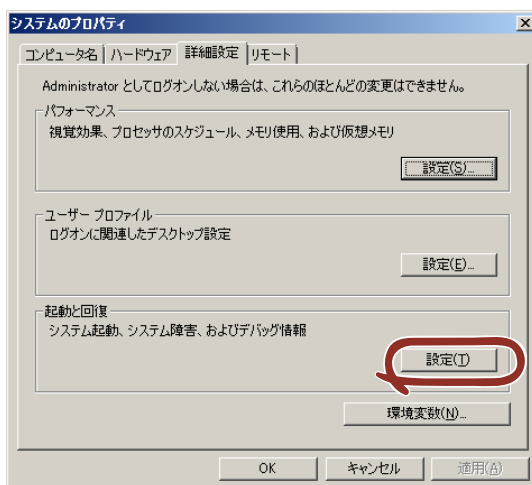 システムのプロパティ
コンピュータ名 ハードウェア 詳細設定 リモート
Administrator としてログオンしない場合は、これらのほとんどの変更はできません。
パフォーマンス
視覚効果、プロセッサのスケジュール、メモリ使用、および仮想メモリ
設定(S)...
ユーザー プロファイル
ログオンに関連したデスクトップ設定
設定(E)...
起動と回復
システム起動、システム障害、およびデバッグ情報
設定(T)
環境変数(N)...
OK キャンセル 適用(A)